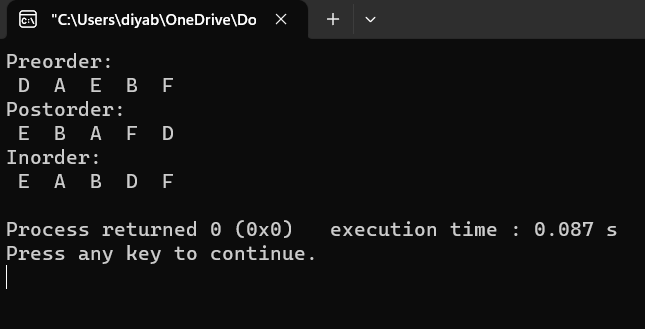 "C:\Users\diyab\OneDrive\Do
Preorder:
 D  A  E  B  F
Postorder:
 E  B  A  F  D
Inorder:
 E  A  B  D  F

Process returned 0 (0x0)   execution time : 0.087 s
Press any key to continue.